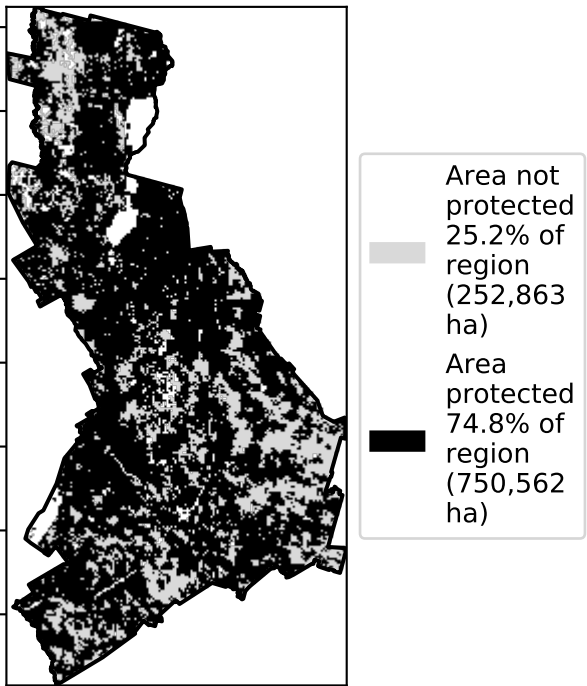 Area not
protected
25.2% of
region
(252,863
ha)
Area
protected
74.8% of
region
(750,562
ha)